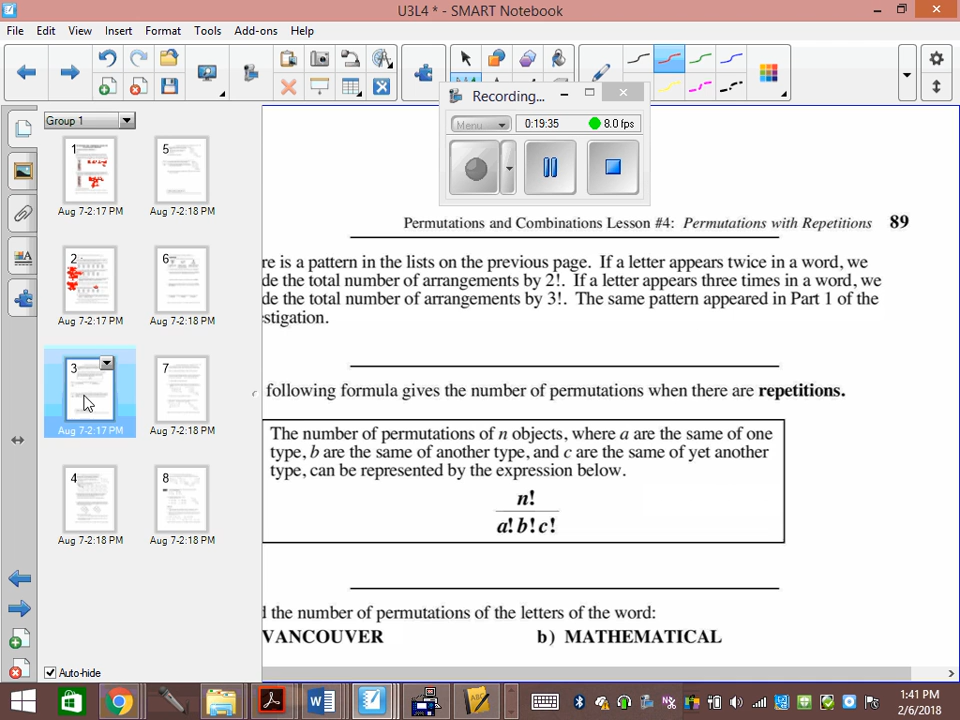 U3L4 * - SMART Notebook
File Edit View Insert Format Tools Add-ons Help
Recording...
Menu 0:19:35 8.0 fps
Group 1
1
Aug 7-2:17 PM
5
Aug 7-2:18 PM
2
Aug 7-2:17 PM
6
Aug 7-2:18 PM
3
Aug 7-2:17 PM
7
Aug 7-2:18 PM
4
Aug 7-2:18 PM
8
Aug 7-2:18 PM
Auto-hide
Permutations and Combinations Lesson #4: Permutations with Repetitions 89
re is a pattern in the lists on the previous page. If a letter appears twice in a word, we
de the total number of arrangements by 2!. If a letter appears three times in a word, we
de the total number of arrangements by 3!. The same pattern appeared in Part 1 of the
stigation.
following formula gives the number of permutations when there are repetitions.
The number of permutations of n objects, where a are the same of one
type, b are the same of another type, and c are the same of yet another
type, can be represented by the expression below.
n!
a! b! c!
d the number of permutations of the letters of the word:
VANCOUVER b) MATHEMATICAL
1:41 PM
2/6/2018